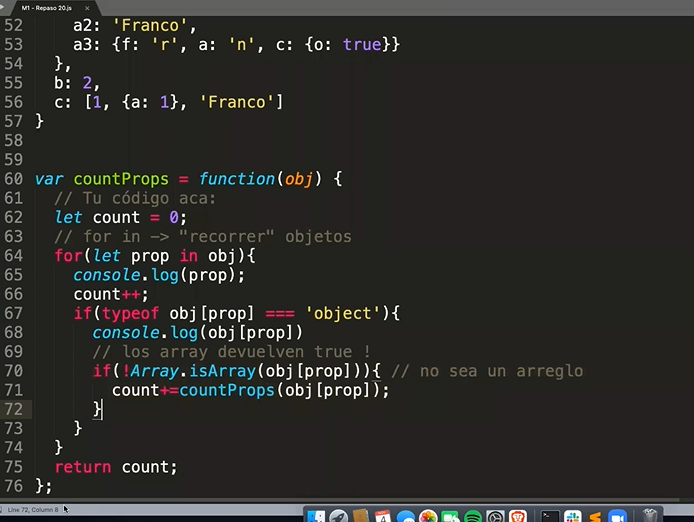 M1 - Repaso 20.js
52 a2: 'Franco',
53 a3: {f: 'r', a: 'n', c: {o: true}}
54 },
55 b: 2,
56 c: [1, {a: 1}, 'Franco']
57 }
58
59
60 var countProps = function(obj) {
61 // Tu código aca:
62 let count = 0;
63 // for in -> "recorrer" objetos
64 for(let prop in obj){
65 console.log(prop);
66 count++;
67 if(typeof obj[prop] === 'object'){
68 console.log(obj[prop])
69 // los array devuelven true !
70 if(!Array.isArray(obj[prop])){ // no sea un arreglo
71 count+=countProps(obj[prop]);
72 }
73 }
74 }
75 return count;
76 };
Line 72, Column 8
4